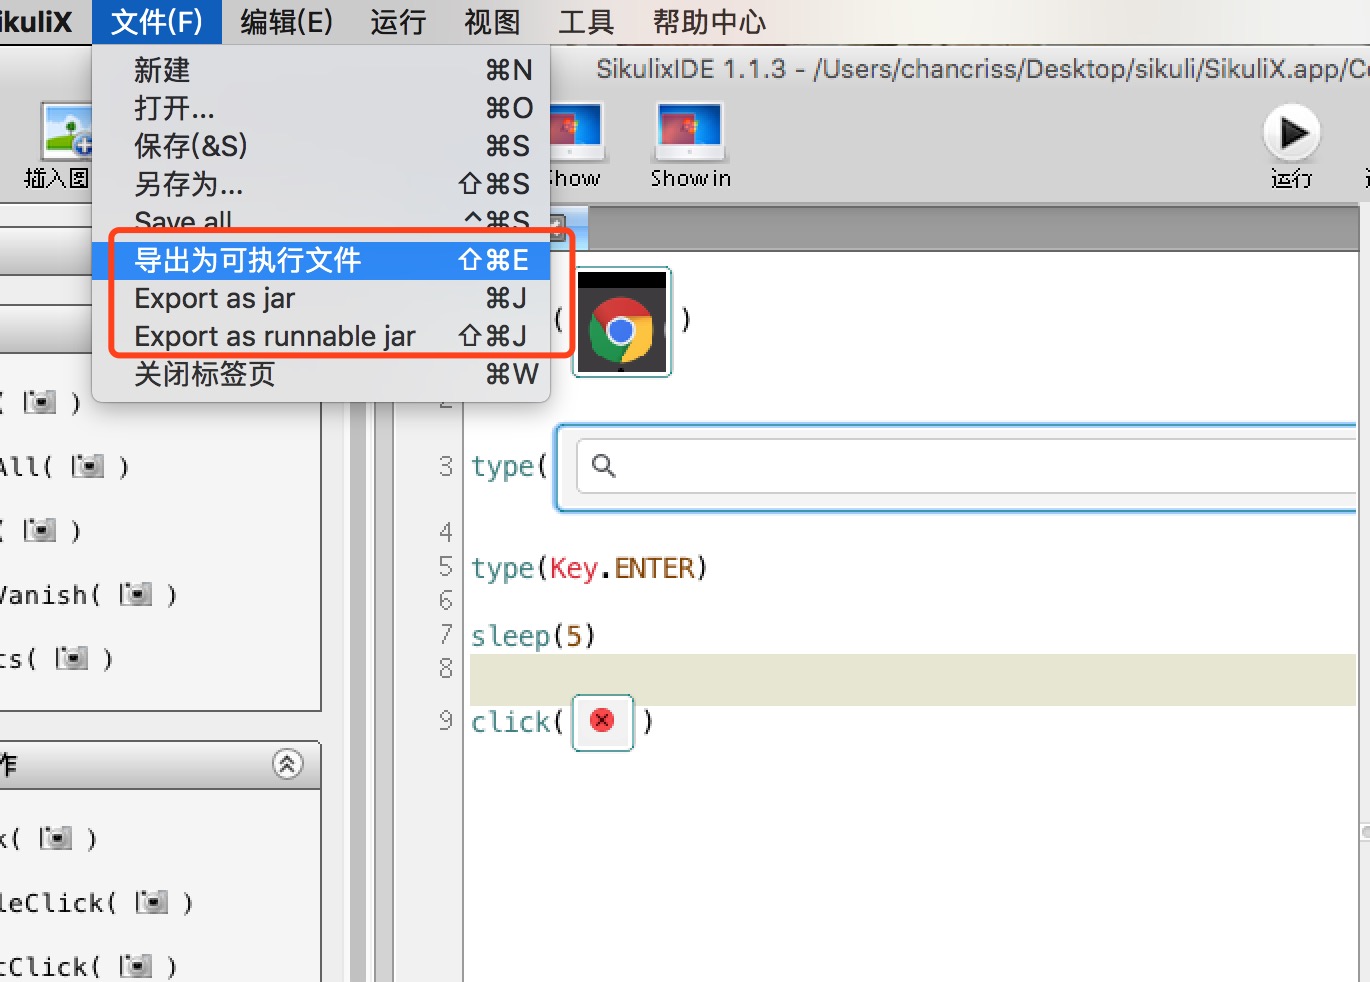 ikuliX 文件(F) 编辑(E) 运行 视图 工具 帮助中心
新建 ⌘N
打开... ⌘O
保存(&S) ⌘S
另存为... ⇧⌘S
Save all ^⌘S
导出为可执行文件 ⇧⌘E
Export as jar ⌘J
Export as runnable jar ⇧⌘J
关闭标签页 ⌘W
SikulixIDE 1.1.3 - /Users/chancriss/Desktop/sikuli/SikuliX.app/Co
插入图
how
Show in
运行
( )
( )
All( )
( )
Vanish( )
ts( )
作
k( )
leClick( )
tClick( )
2
3 type(
4
5 type(Key.ENTER)
6
7 sleep(5)
8
9 click( )